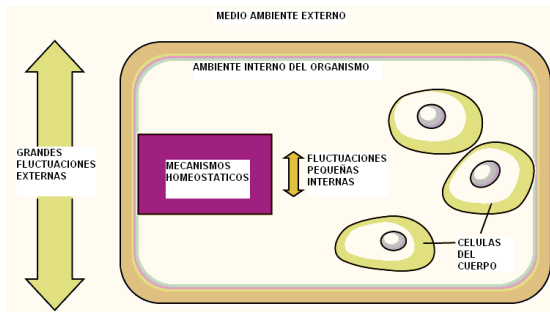 MEDIO AMBIENTE EXTERNO
AMBIENTE INTERNO DEL ORGANISMO
GRANDES
FLUCTUACIONES
EXTERNAS
MECANISMOS
HOMEOSTATICOS
FLUCTUACIONES
PEQUEÑAS
INTERNAS
CELULAS
DEL
CUERPO